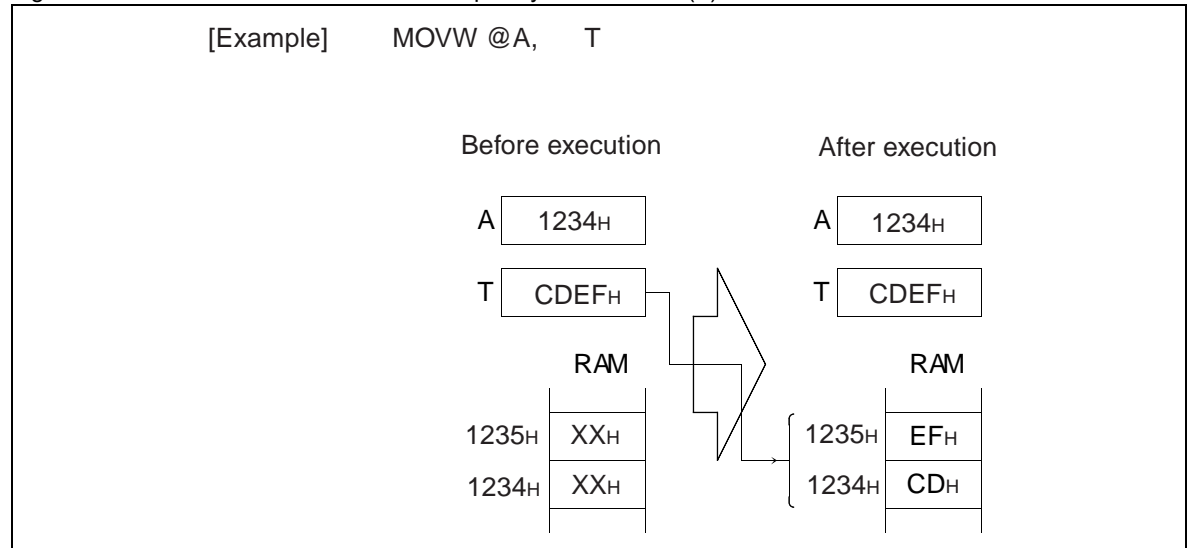 [Example] MOVW @A, T
Before execution After execution
A 1234H A 1234H
T CDEFH T CDEFH
RAM RAM
1235H XXH 1235H EFH
1234H XXH 1234H CDH